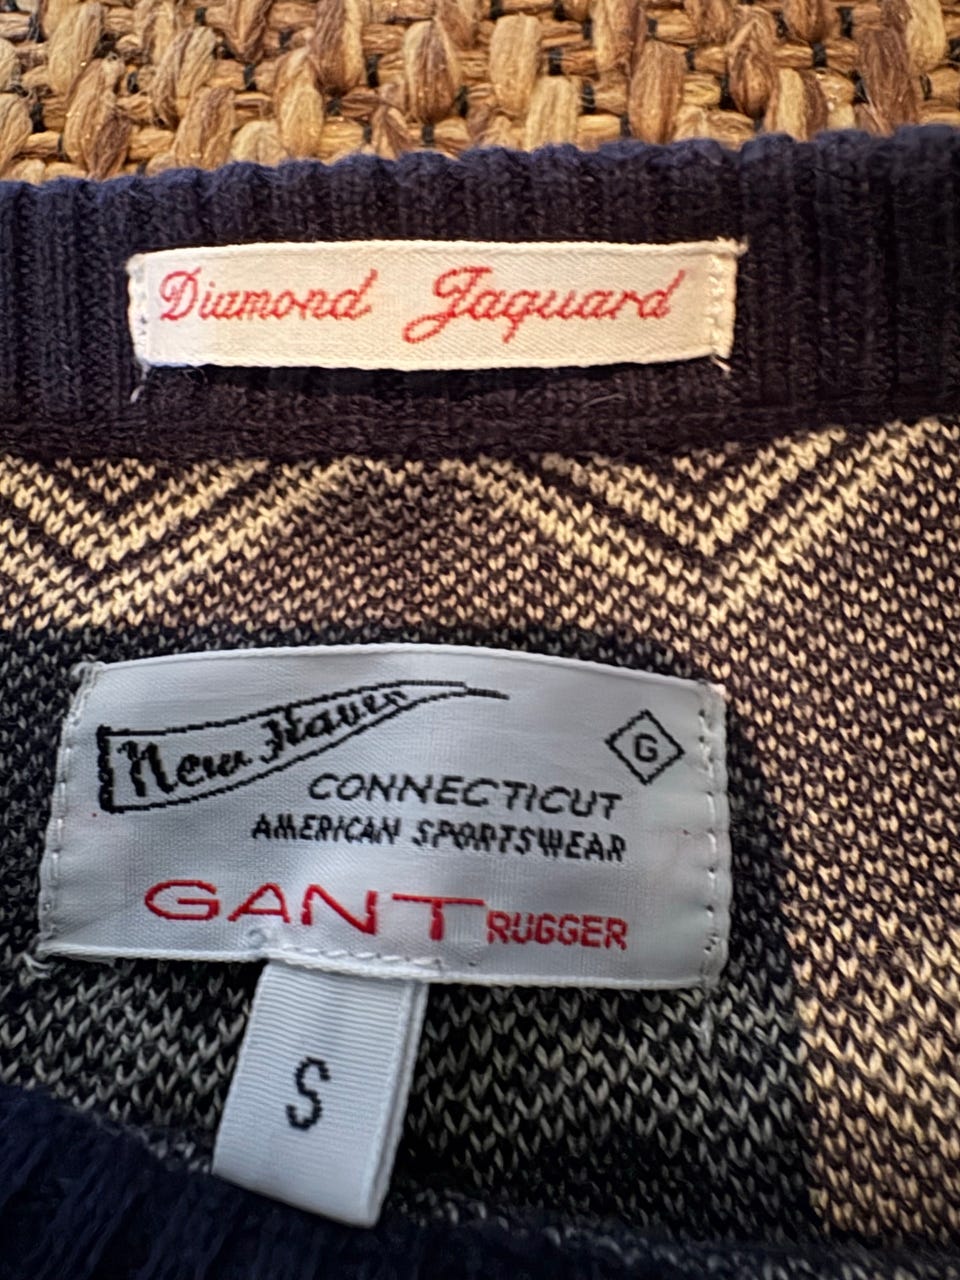 Diamond Jaquard
New Haven
G
CONNECTICUT
AMERICAN SPORTSWEAR
GANT RUGGER
S